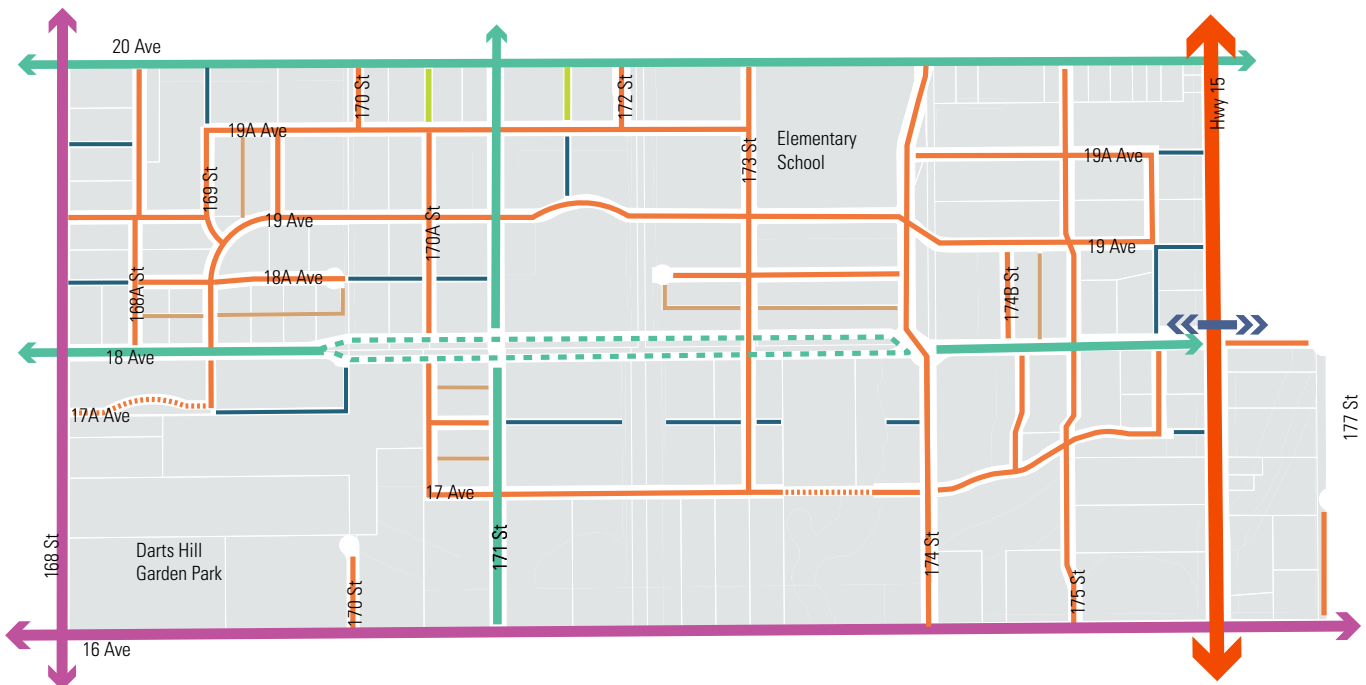 20 Ave
170 St
172 St
Hwy 15
19A Ave
173 St
Elementary
School
19A Ave
169 St
19 Ave
170A St
19 Ave
168A St
18A Ave
174B St
18 Ave
17A Ave
177 St
17 Ave
168 St
Darts Hill
Garden Park
171 St
174 St
170 St
175 St
16 Ave